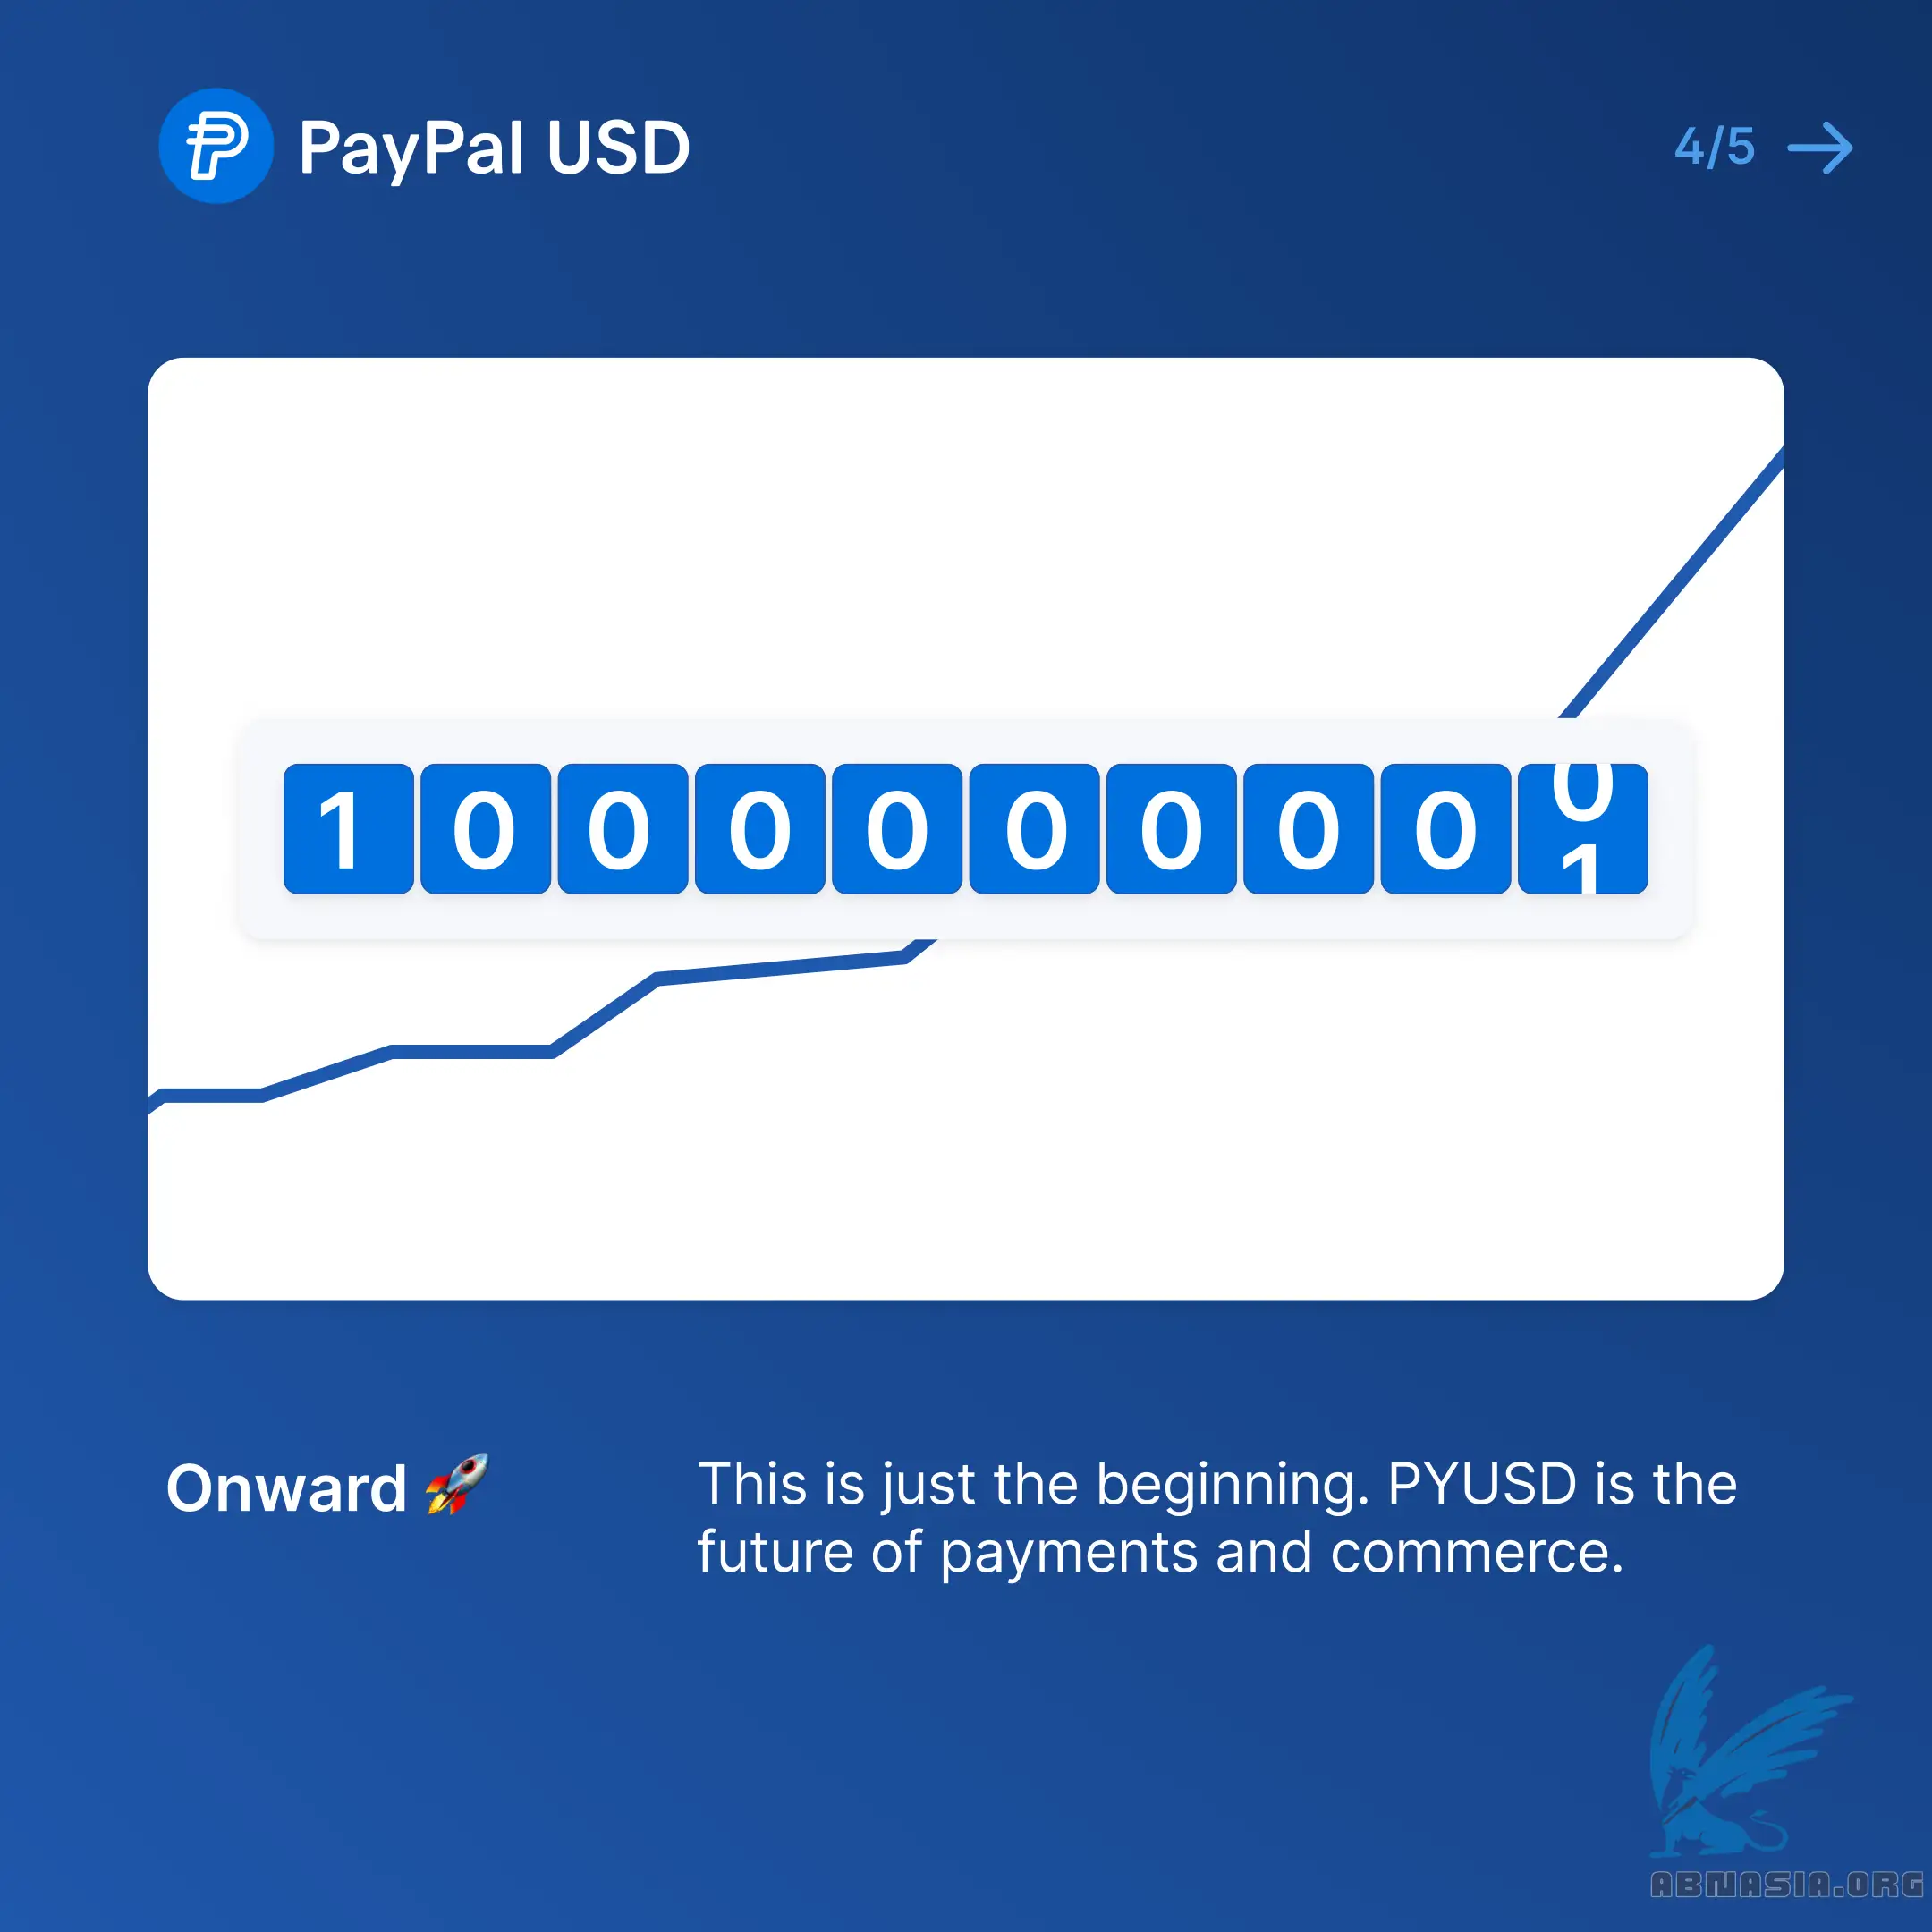 PayPal USD
4/5
1 0 0 0 0 0 0 0 0 0
1
Onward
This is just the beginning. PYUSD is the
future of payments and commerce.
ABNASIA.ORG